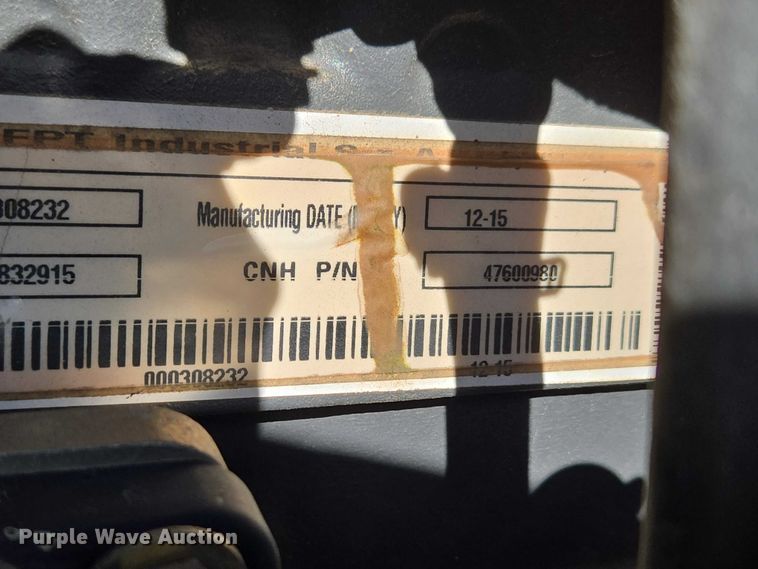 FPT Industrial S.p.A.
308232 Manufacturing DATE 12-15
832915 CNH P/N 47600980
000308232 12-15
Purple Wave Auction